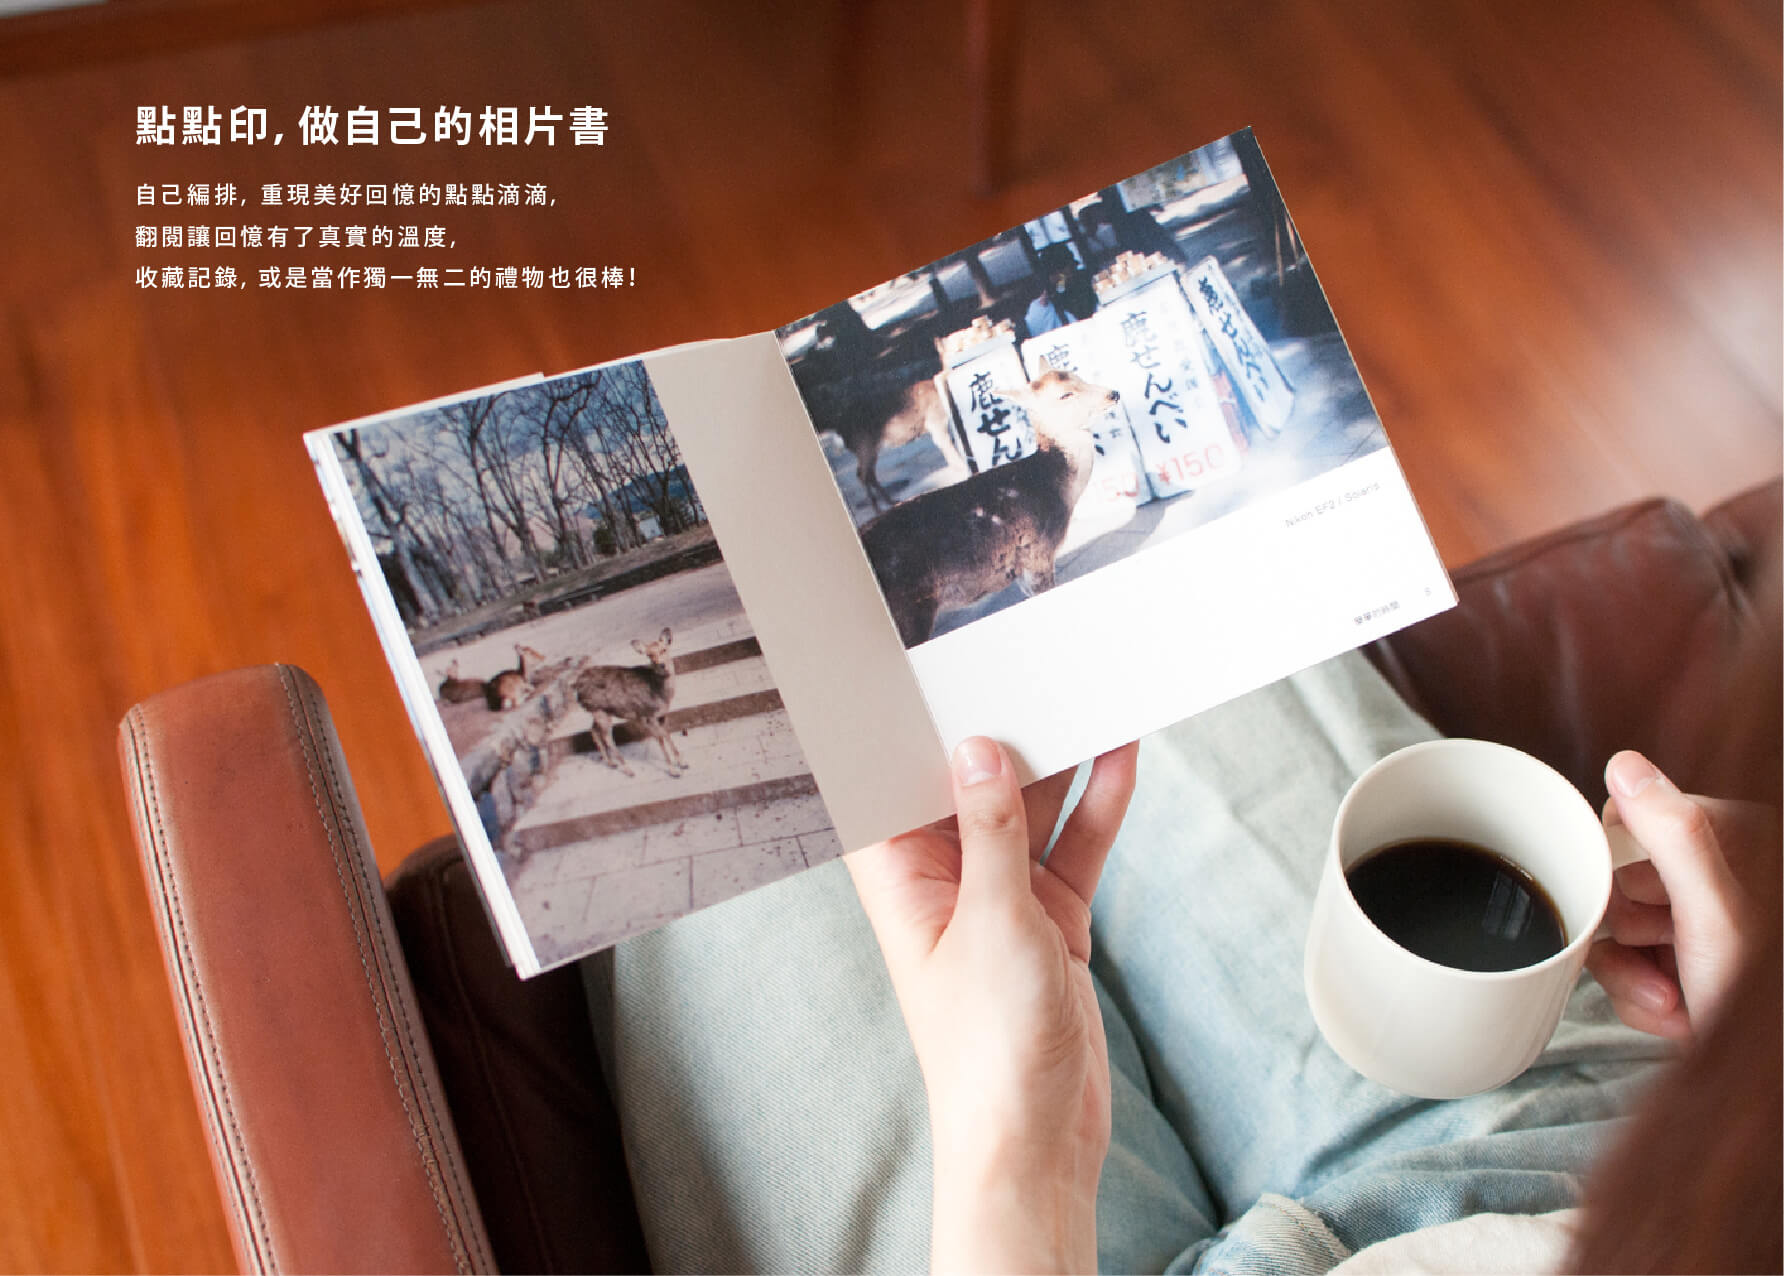 點點印, 做自己的相片書
自己編排, 重現美好回憶的點點滴滴,
翻閱讓回憶有了真實的溫度,
收藏記錄, 或是當作獨一無二的禮物也很棒!
鹿せん
鹿
鹿せんべい
¥150
鹿せんべい
50
Nikon EF2 / Solaris